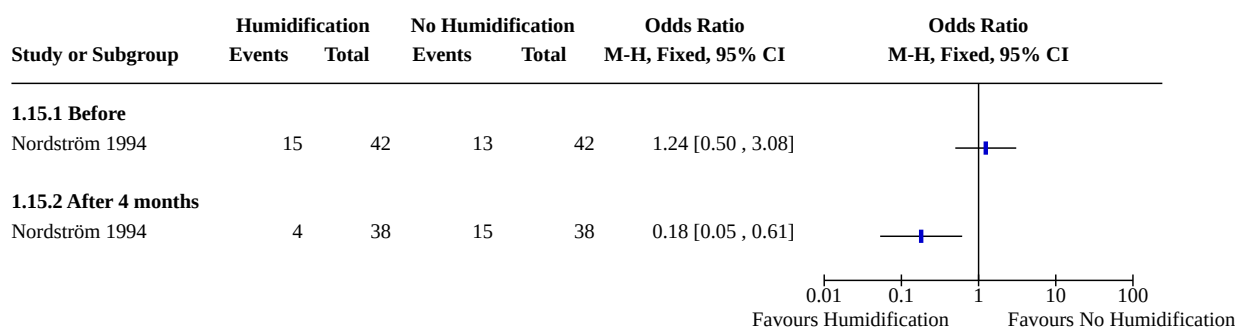 Humidification No Humidification Odds Ratio Odds Ratio
Study or Subgroup Events Total Events Total M-H, Fixed, 95% CI M-H, Fixed, 95% CI
1.15.1 Before
Nordström 1994 15 42 13 42 1.24 [0.50 , 3.08]
1.15.2 After 4 months
Nordström 1994 4 38 15 38 0.18 [0.05 , 0.61]
0.01 0.1 1 10 100
Favours Humidification Favours No Humidification